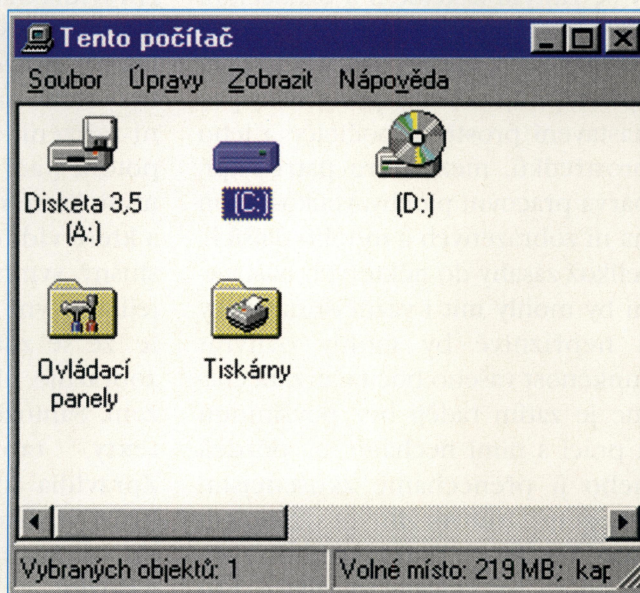 Tento počítač
Soubor Úpravy Zobrazit Nápověda
Disketa 3,5 (A:)
(C:)
(D:)
Ovládací panely
Tiskárny
Vybraných objektů: 1
Volné místo: 219 MB; kap